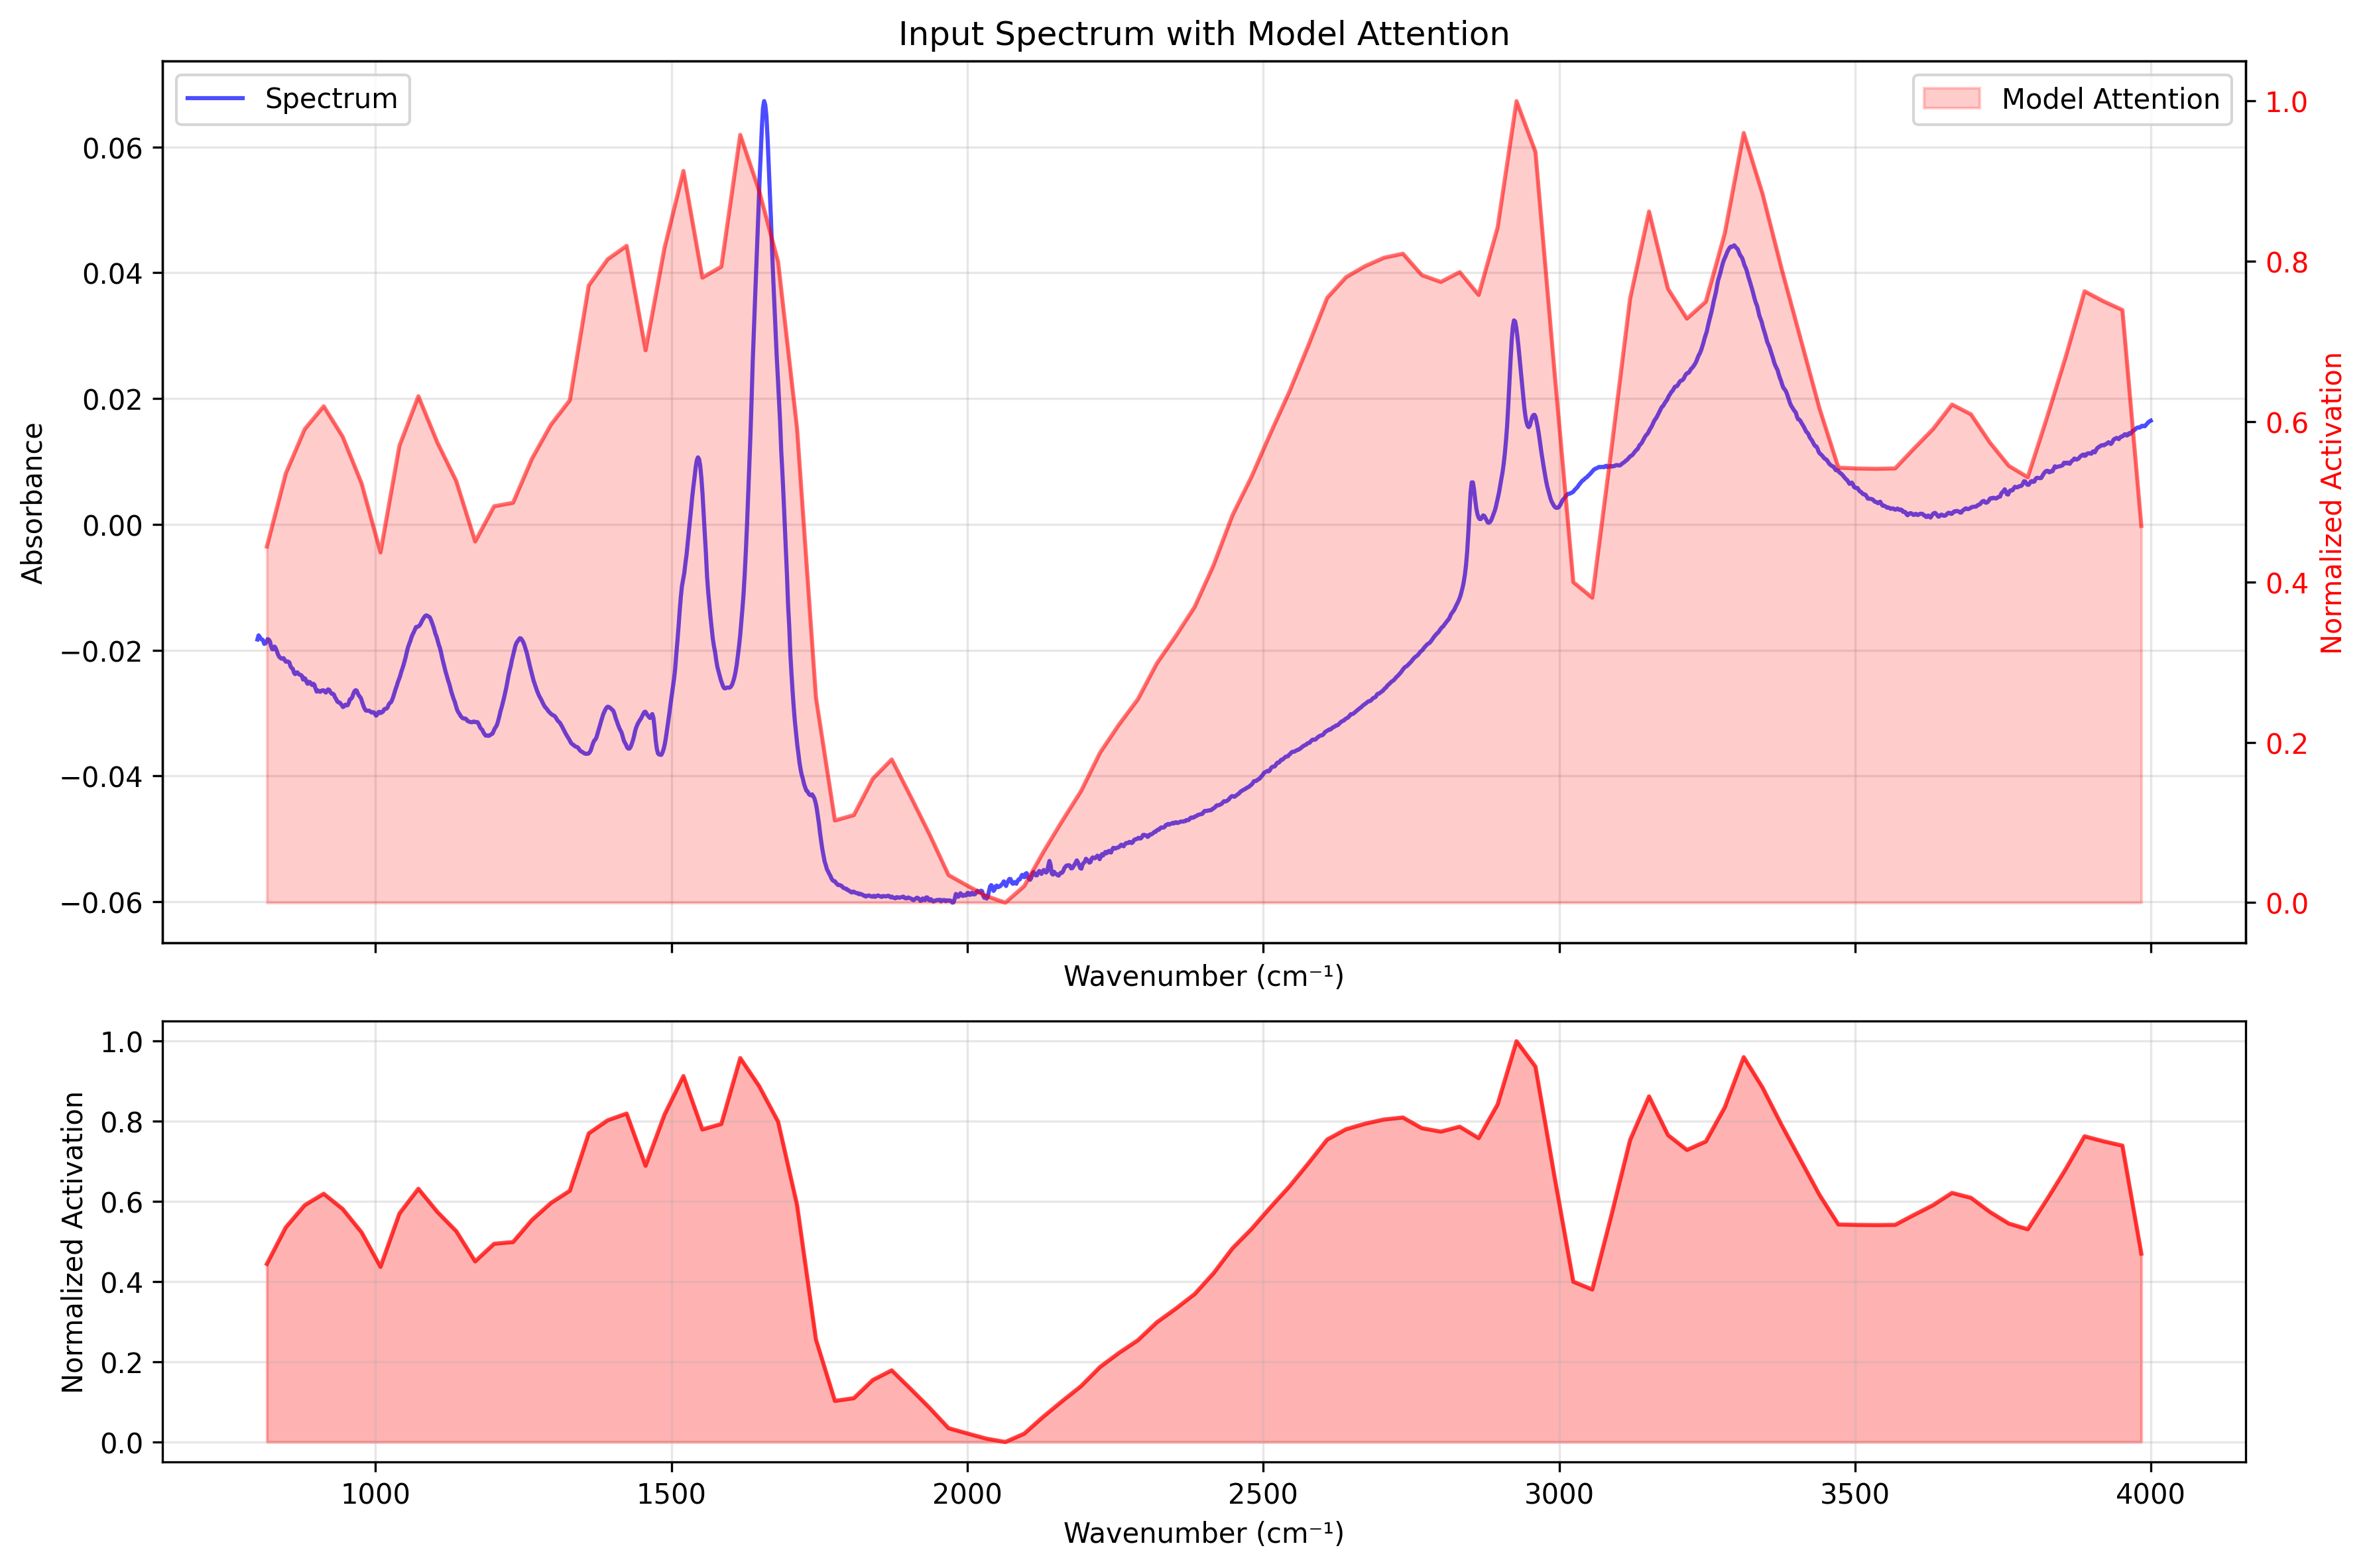 Input Spectrum with Model Attention
Spectrum
Model Attention
Absorbance
0.06
0.04
0.02
0.00
−0.02
−0.04
−0.06
1.0
0.8
0.6
0.4
0.2
0.0
Normalized Activation
Wavenumber (cm⁻¹)
Normalized Activation
1.0
0.8
0.6
0.4
0.2
0.0
1000 1500 2000 2500 3000 3500 4000
Wavenumber (cm⁻¹)